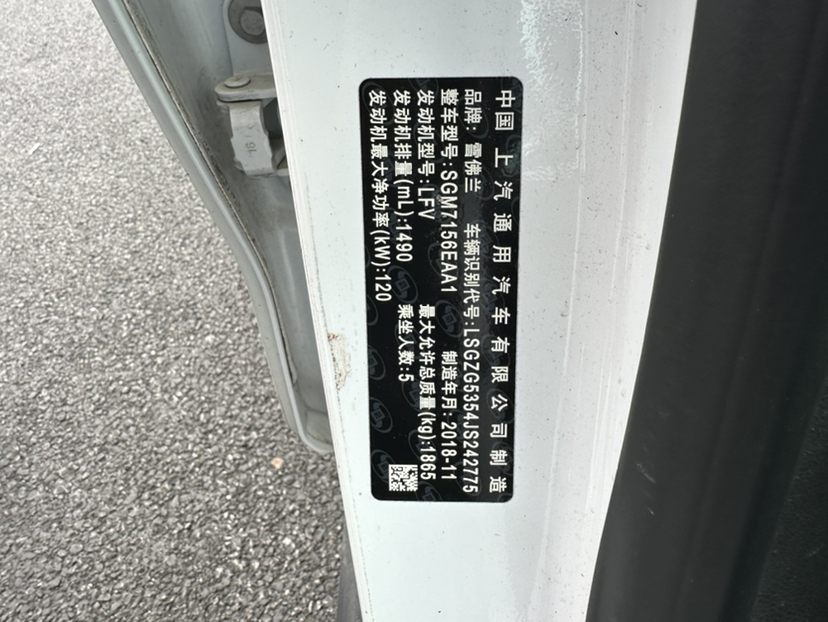 中国上汽通用汽车有限公司制造
品牌: 雪佛兰 车辆识别代号:LSGZG5354JS242775
整车型号:SGM7156EAA1 制造年月:2018-11
发动机型号:LFV 最大允许总质量(kg):1865
发动机排量(mL):1490 乘坐人数:5
发动机最大净功率(kW):120